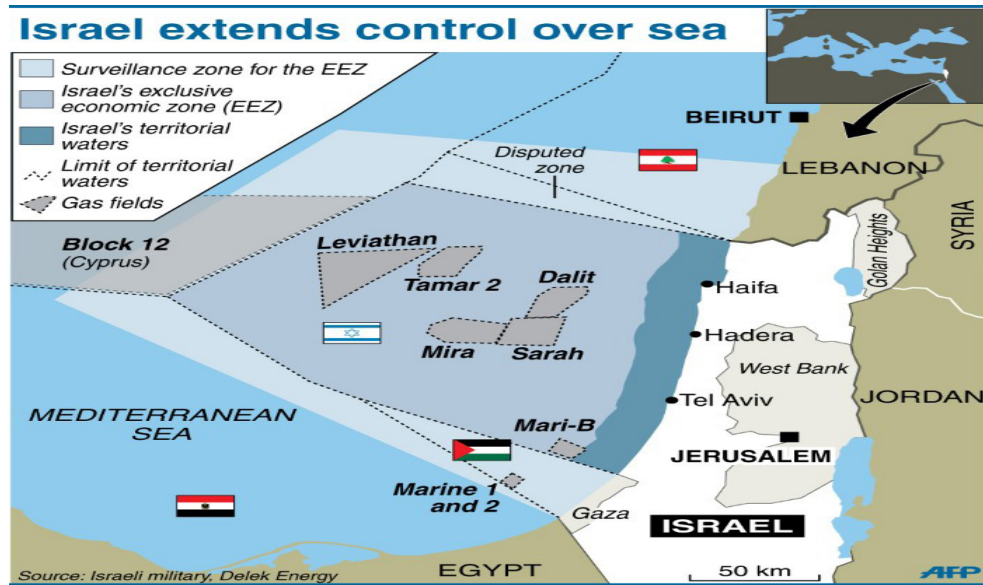 Israel extends control over sea
Surveillance zone for the EEZ
Israel's exclusive
economic zone (EEZ)
Israel's territorial
waters
Limit of territorial
waters
Gas fields
BEIRUT
LEBANON
SYRIA
Golan Heights
Disputed
zone
Block 12
(Cyprus)
Leviathan
Tamar 2
Dalit
Mira
Sarah
Haifa
Hadera
West Bank
Tel Aviv
JORDAN
MEDITERRANEAN
SEA
Mari-B
JERUSALEM
Marine 1
and 2
Gaza
ISRAEL
EGYPT
50 km
Source: Israeli military, Delek Energy
AFP